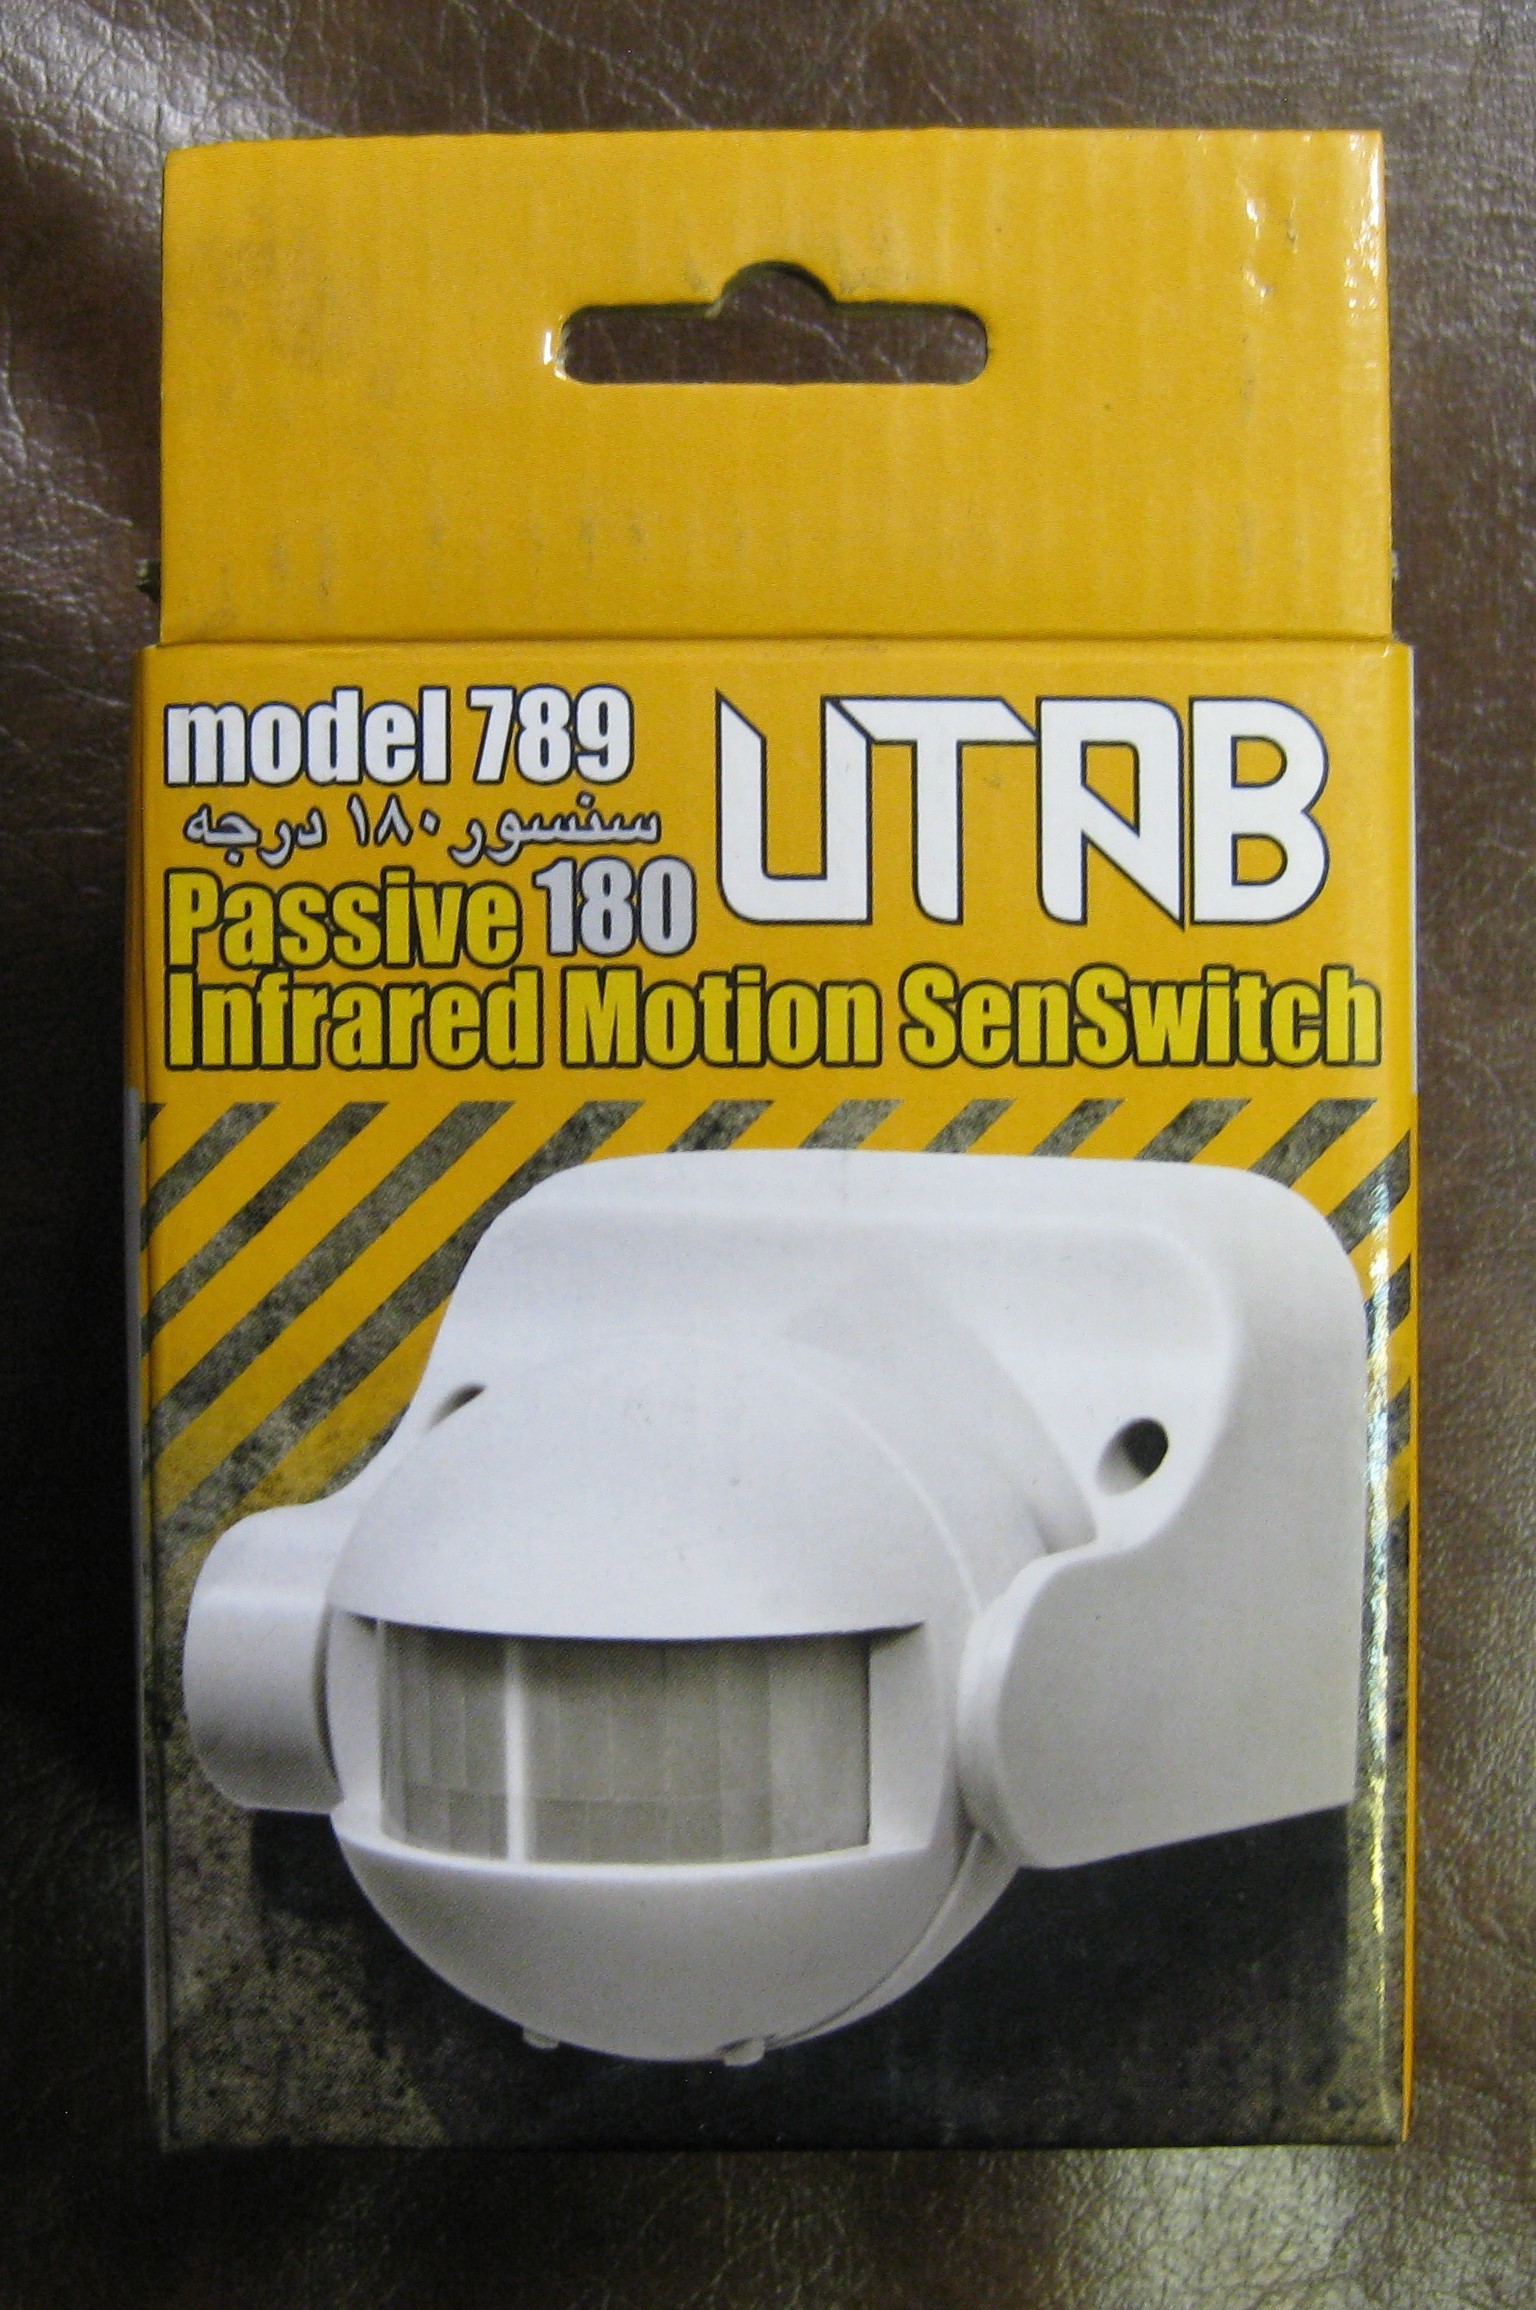 model 789
UTAB
سنسور ۱۸۰ درجه
Passive 180
Infrared Motion SenSwitch